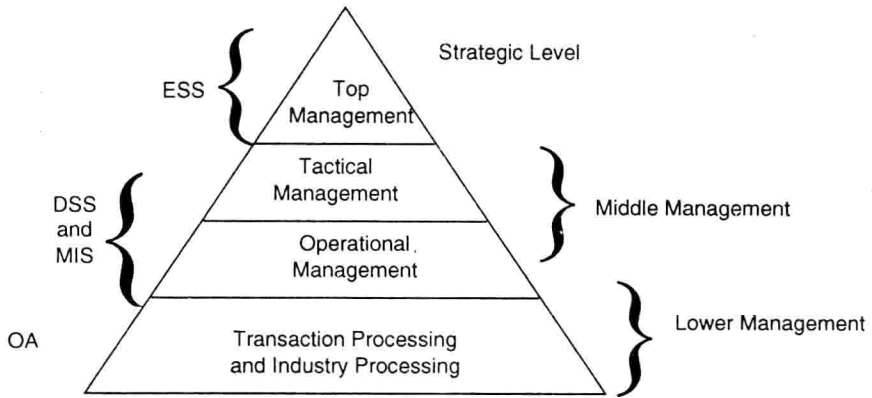 Strategic Level
ESS
Top
Management
Tactical
Management
DSS
and
MIS
Middle Management
Operational
Management
Lower Management
OA
Transaction Processing
and Industry Processing